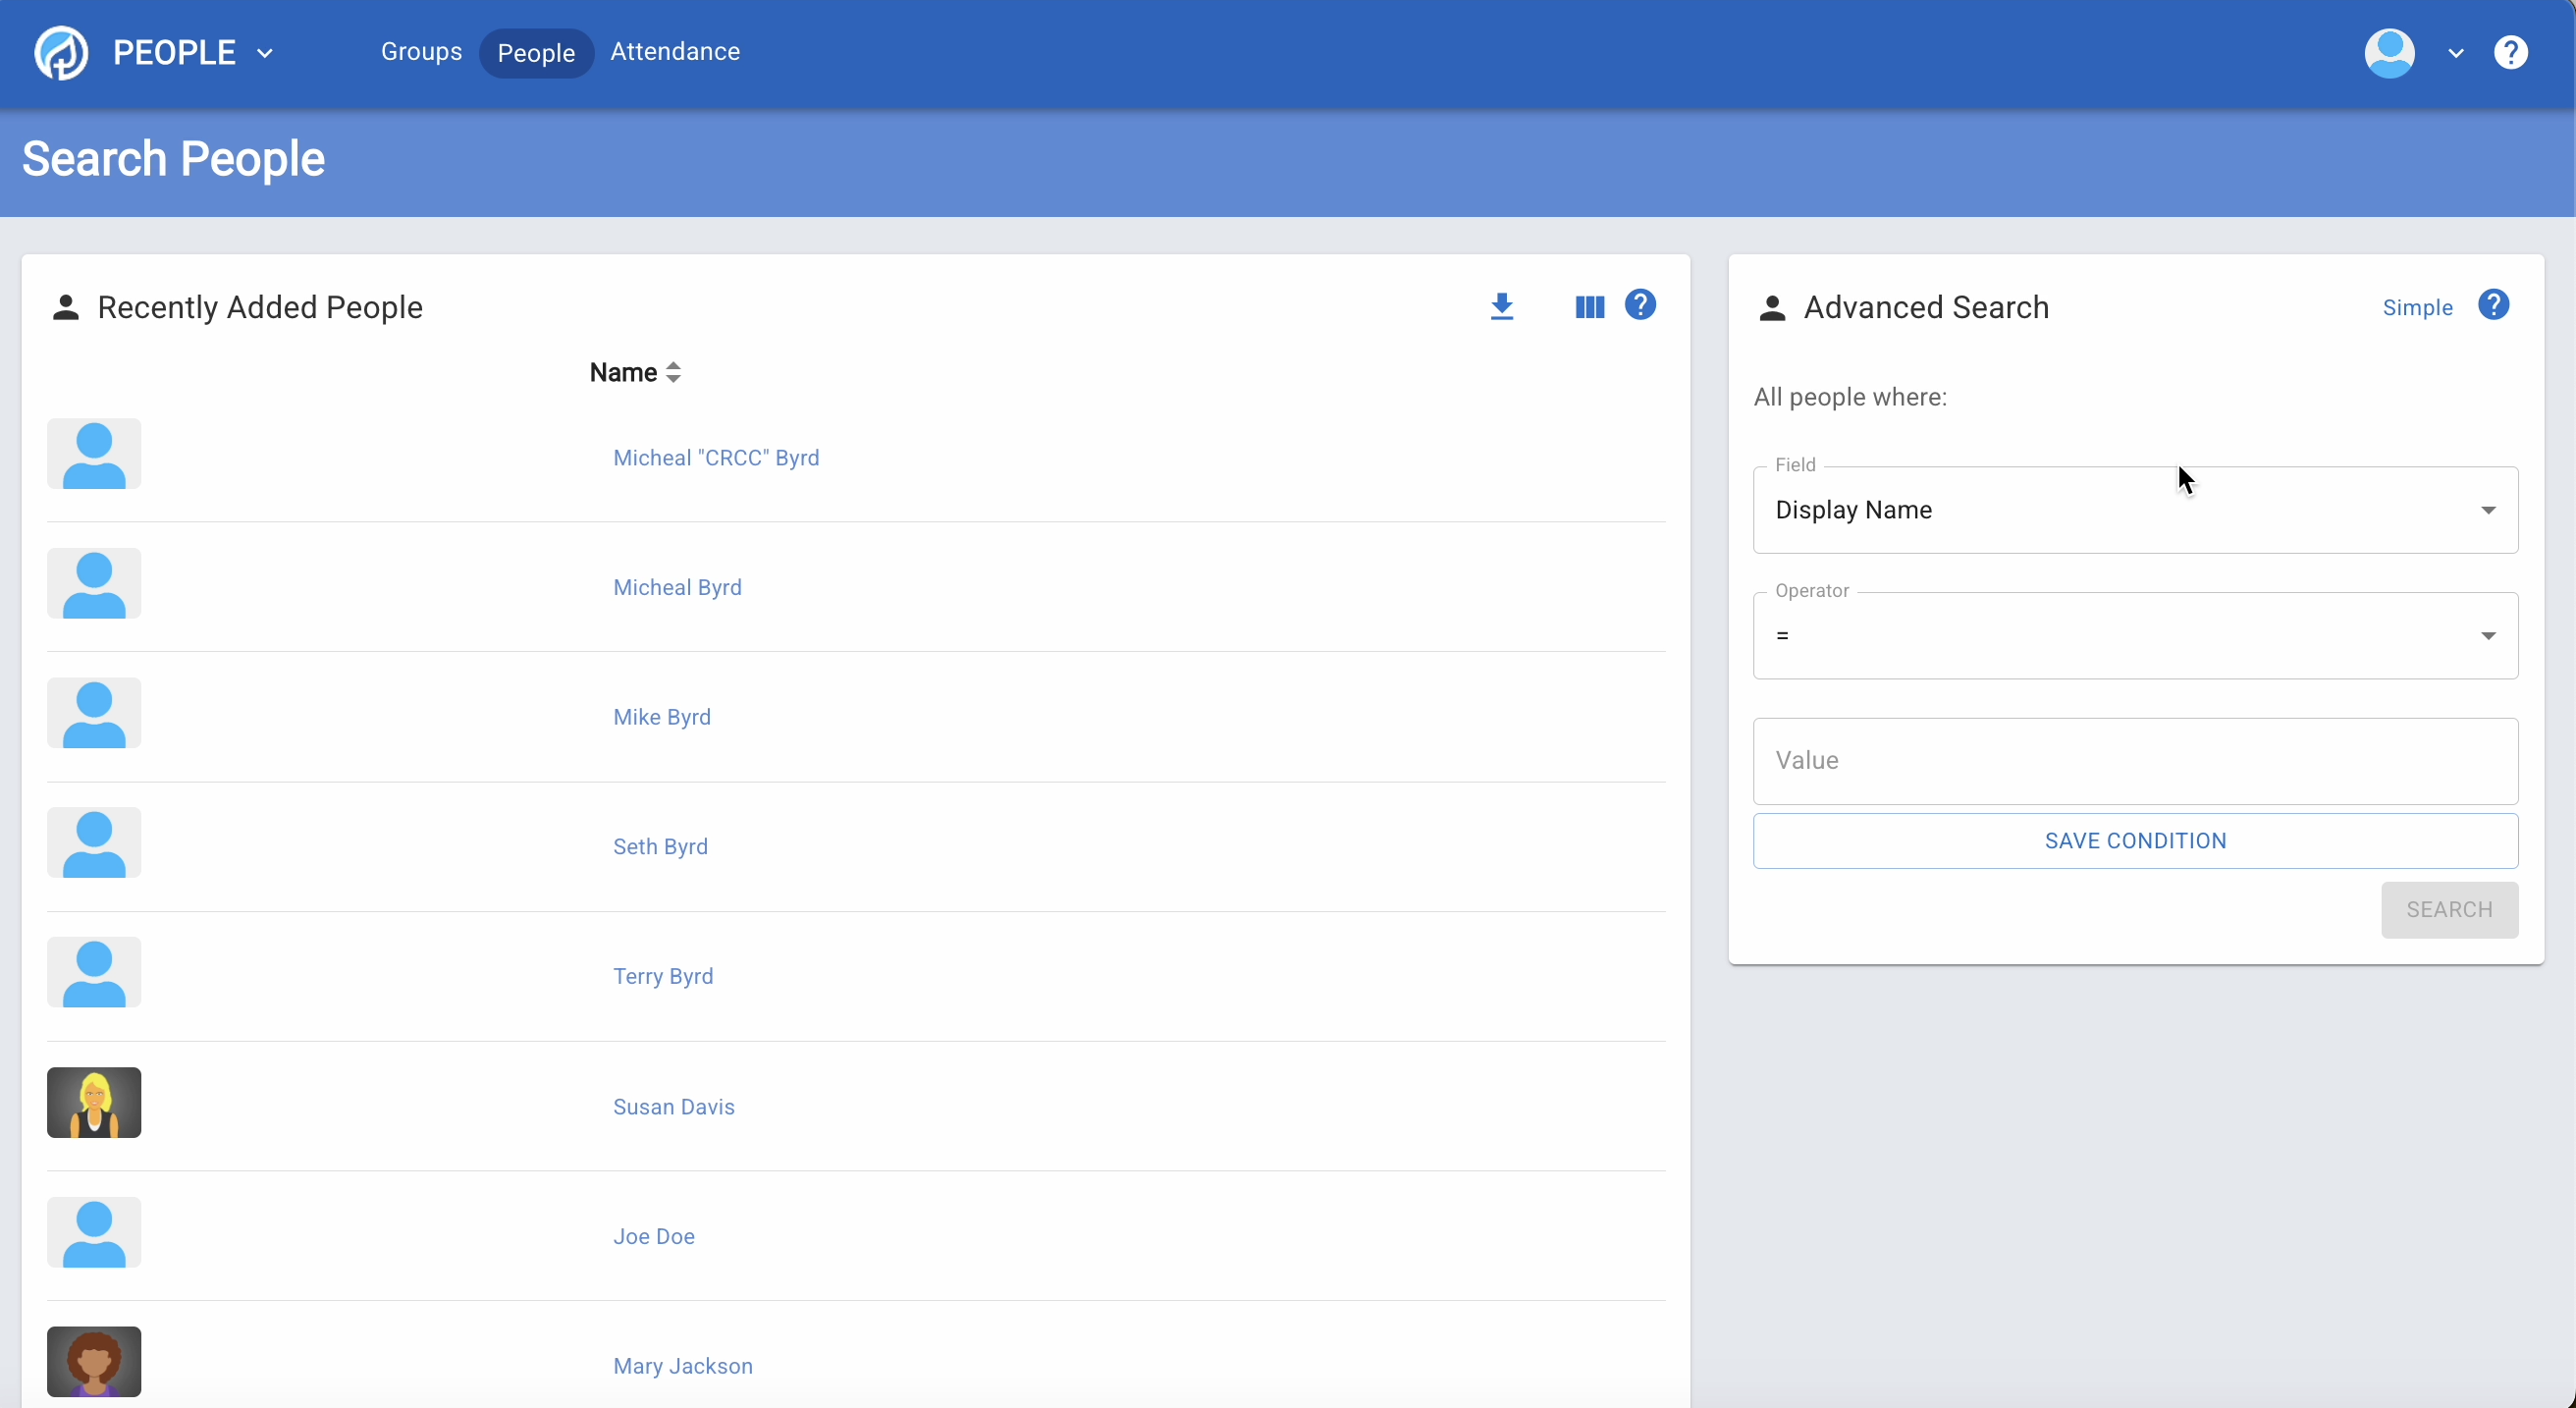 PEOPLE
Groups People Attendance
?
Search People
Recently Added People
?
Name
Micheal "CRCC" Byrd
Micheal Byrd
Mike Byrd
Seth Byrd
Terry Byrd
Susan Davis
Joe Doe
Mary Jackson
Advanced Search
Simple
?
All people where:
Field
Display Name
Operator
=
Value
SAVE CONDITION
SEARCH